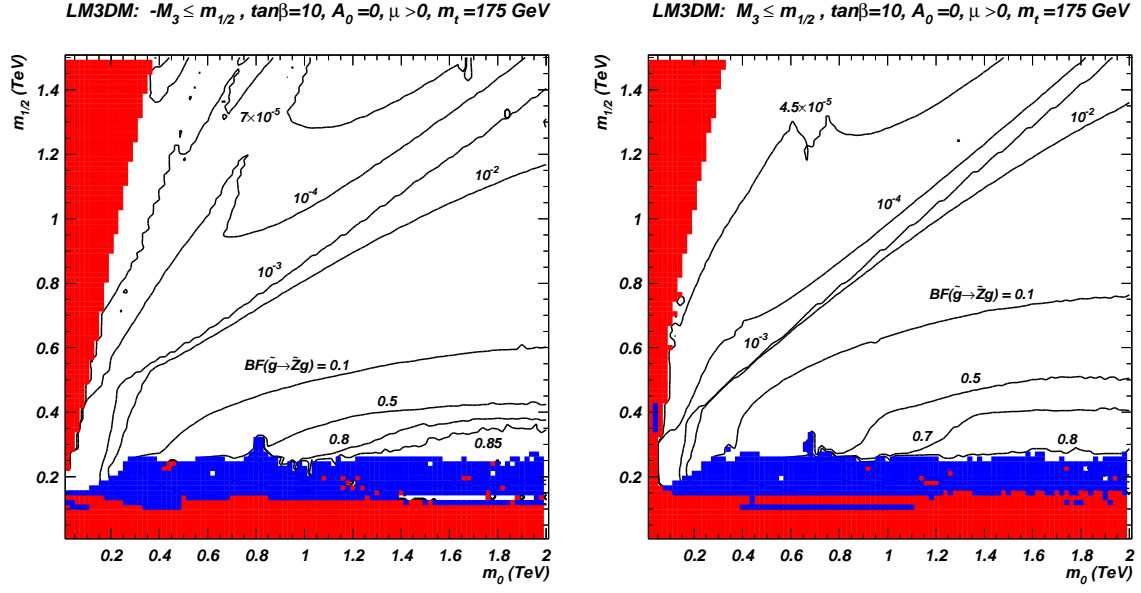 LM3DM: -M₃ ≤ m₁/₂ , tanβ=10, A₀=0, μ >0, mₜ =175 GeV
m₁/₂ (TeV)
1.4
1.2
1
0.8
0.6
0.4
0.2
7×10⁻⁵
10⁻²
10⁻⁴
10⁻³
BF(g̃→Z̃g) = 0.1
0.5
0.8
0.85
0.2 0.4 0.6 0.8 1 1.2 1.4 1.6 1.8 2
m₀ (TeV)
LM3DM: M₃ ≤ m₁/₂ , tanβ=10, A₀=0, μ >0, mₜ =175 GeV
m₁/₂ (TeV)
1.4
1.2
1
0.8
0.6
0.4
0.2
4.5×10⁻⁵
10⁻²
10⁻⁴
BF(g̃→Z̃g) = 0.1
10⁻³
0.5
0.7
0.8
0.2 0.4 0.6 0.8 1 1.2 1.4 1.6 1.8 2
m₀ (TeV)